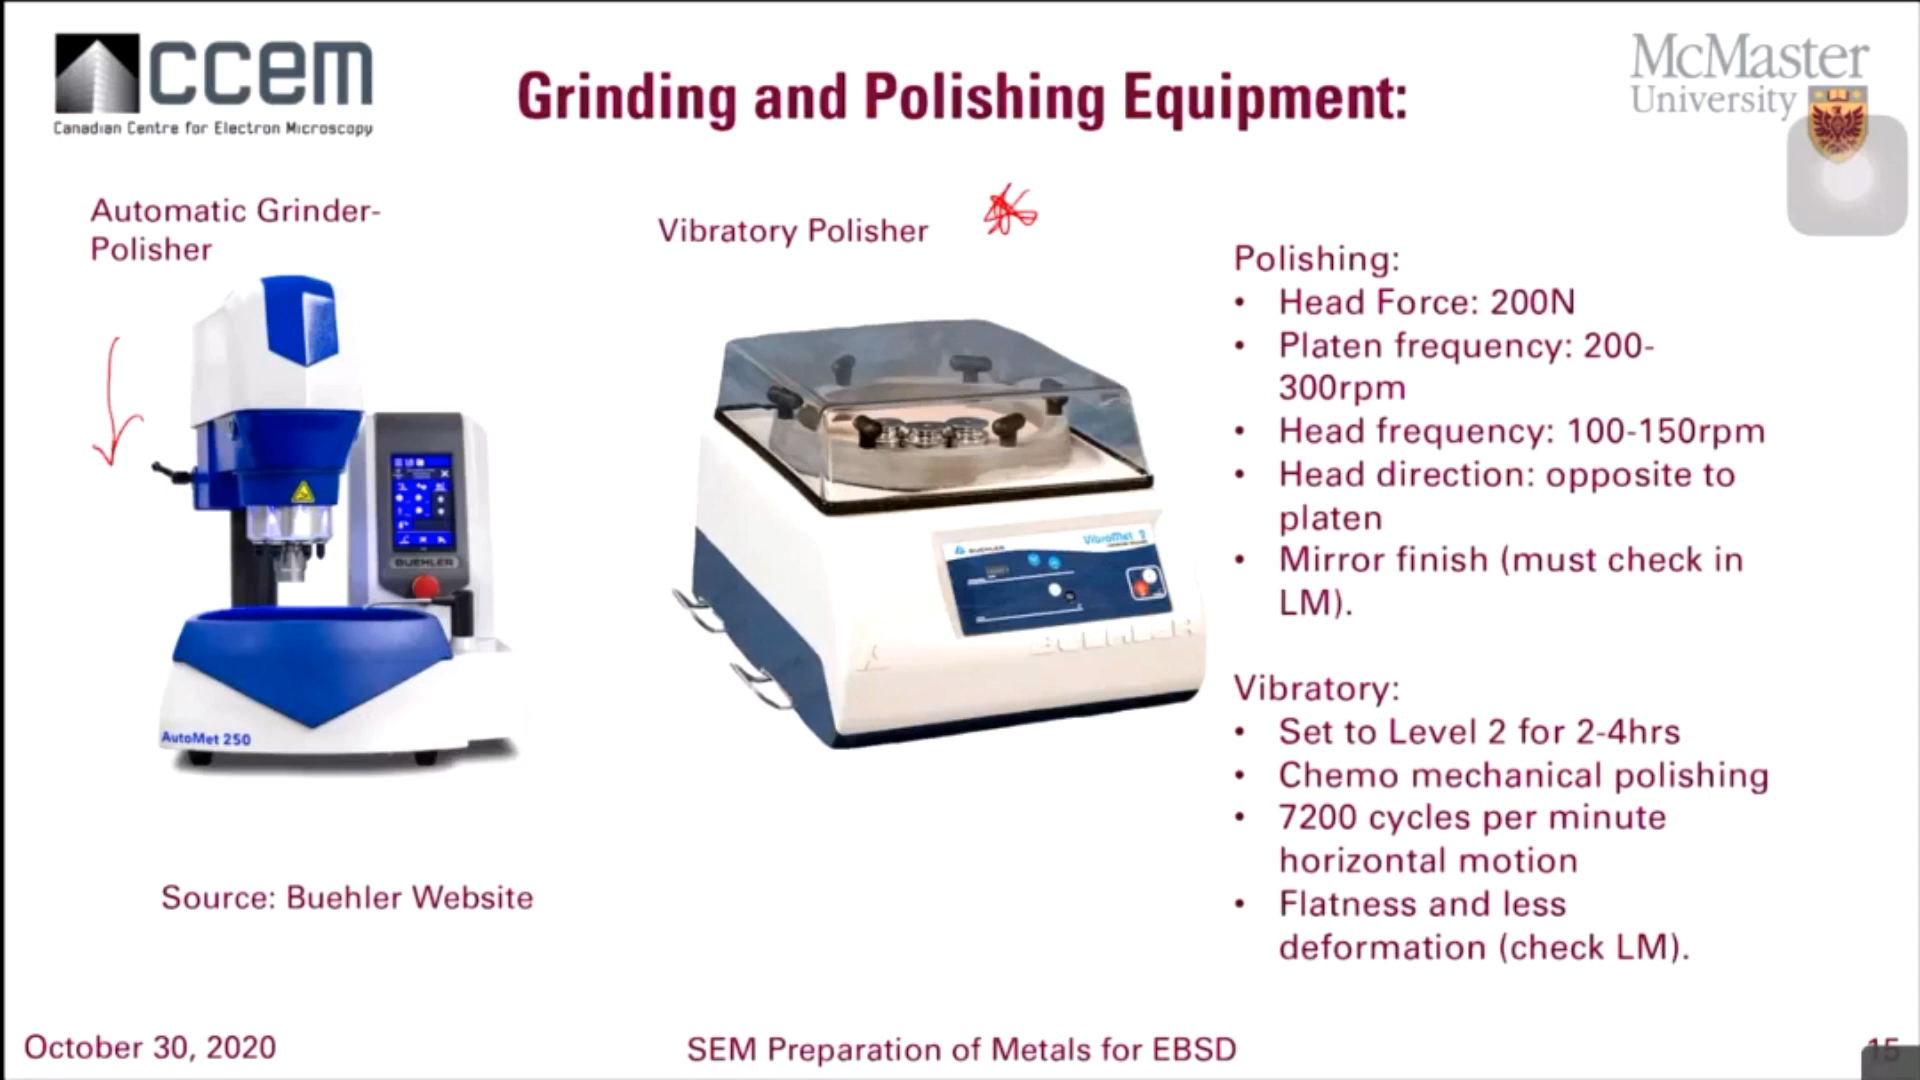 ccem
Canadian Centre for Electron Microscopy
Grinding and Polishing Equipment:
McMaster
University
Automatic Grinder-
Polisher
Vibratory Polisher
BUEHLER
AutoMet 250
BUEHLER
VibroMet 2
BUEHLER
Source: Buehler Website
Polishing:
• Head Force: 200N
• Platen frequency: 200-
300rpm
• Head frequency: 100-150rpm
• Head direction: opposite to
platen
• Mirror finish (must check in
LM).
Vibratory:
• Set to Level 2 for 2-4hrs
• Chemo mechanical polishing
• 7200 cycles per minute
horizontal motion
• Flatness and less
deformation (check LM).
October 30, 2020
SEM Preparation of Metals for EBSD
15